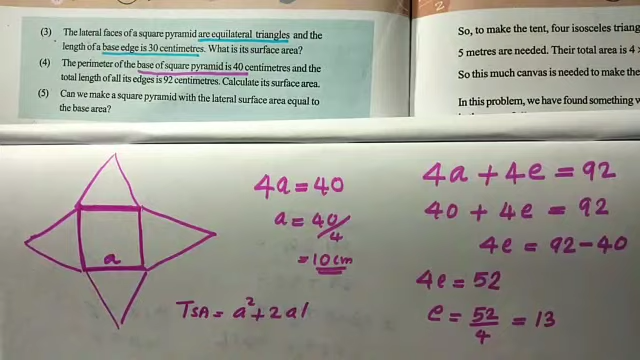 (3) The lateral faces of a square pyramid are equilateral triangles and the
length of a base edge is 30 centimetres. What is its surface area?
(4) The perimeter of the base of square pyramid is 40 centimetres and the
total length of all its edges is 92 centimetres. Calculate its surface area.
(5) Can we make a square pyramid with the lateral surface area equal to
the base area?
So, to make the tent, four isosceles triang
5 metres are needed. Their total area is 4 ×
So this much canvas is needed to make the
In this problem, we have found something
a
4a = 40
a = 40/4
= 10 cm
TSA = a² + 2al
4a + 4e = 92
40 + 4e = 92
4e = 92 - 40
4e = 52
e = 52/4 = 13